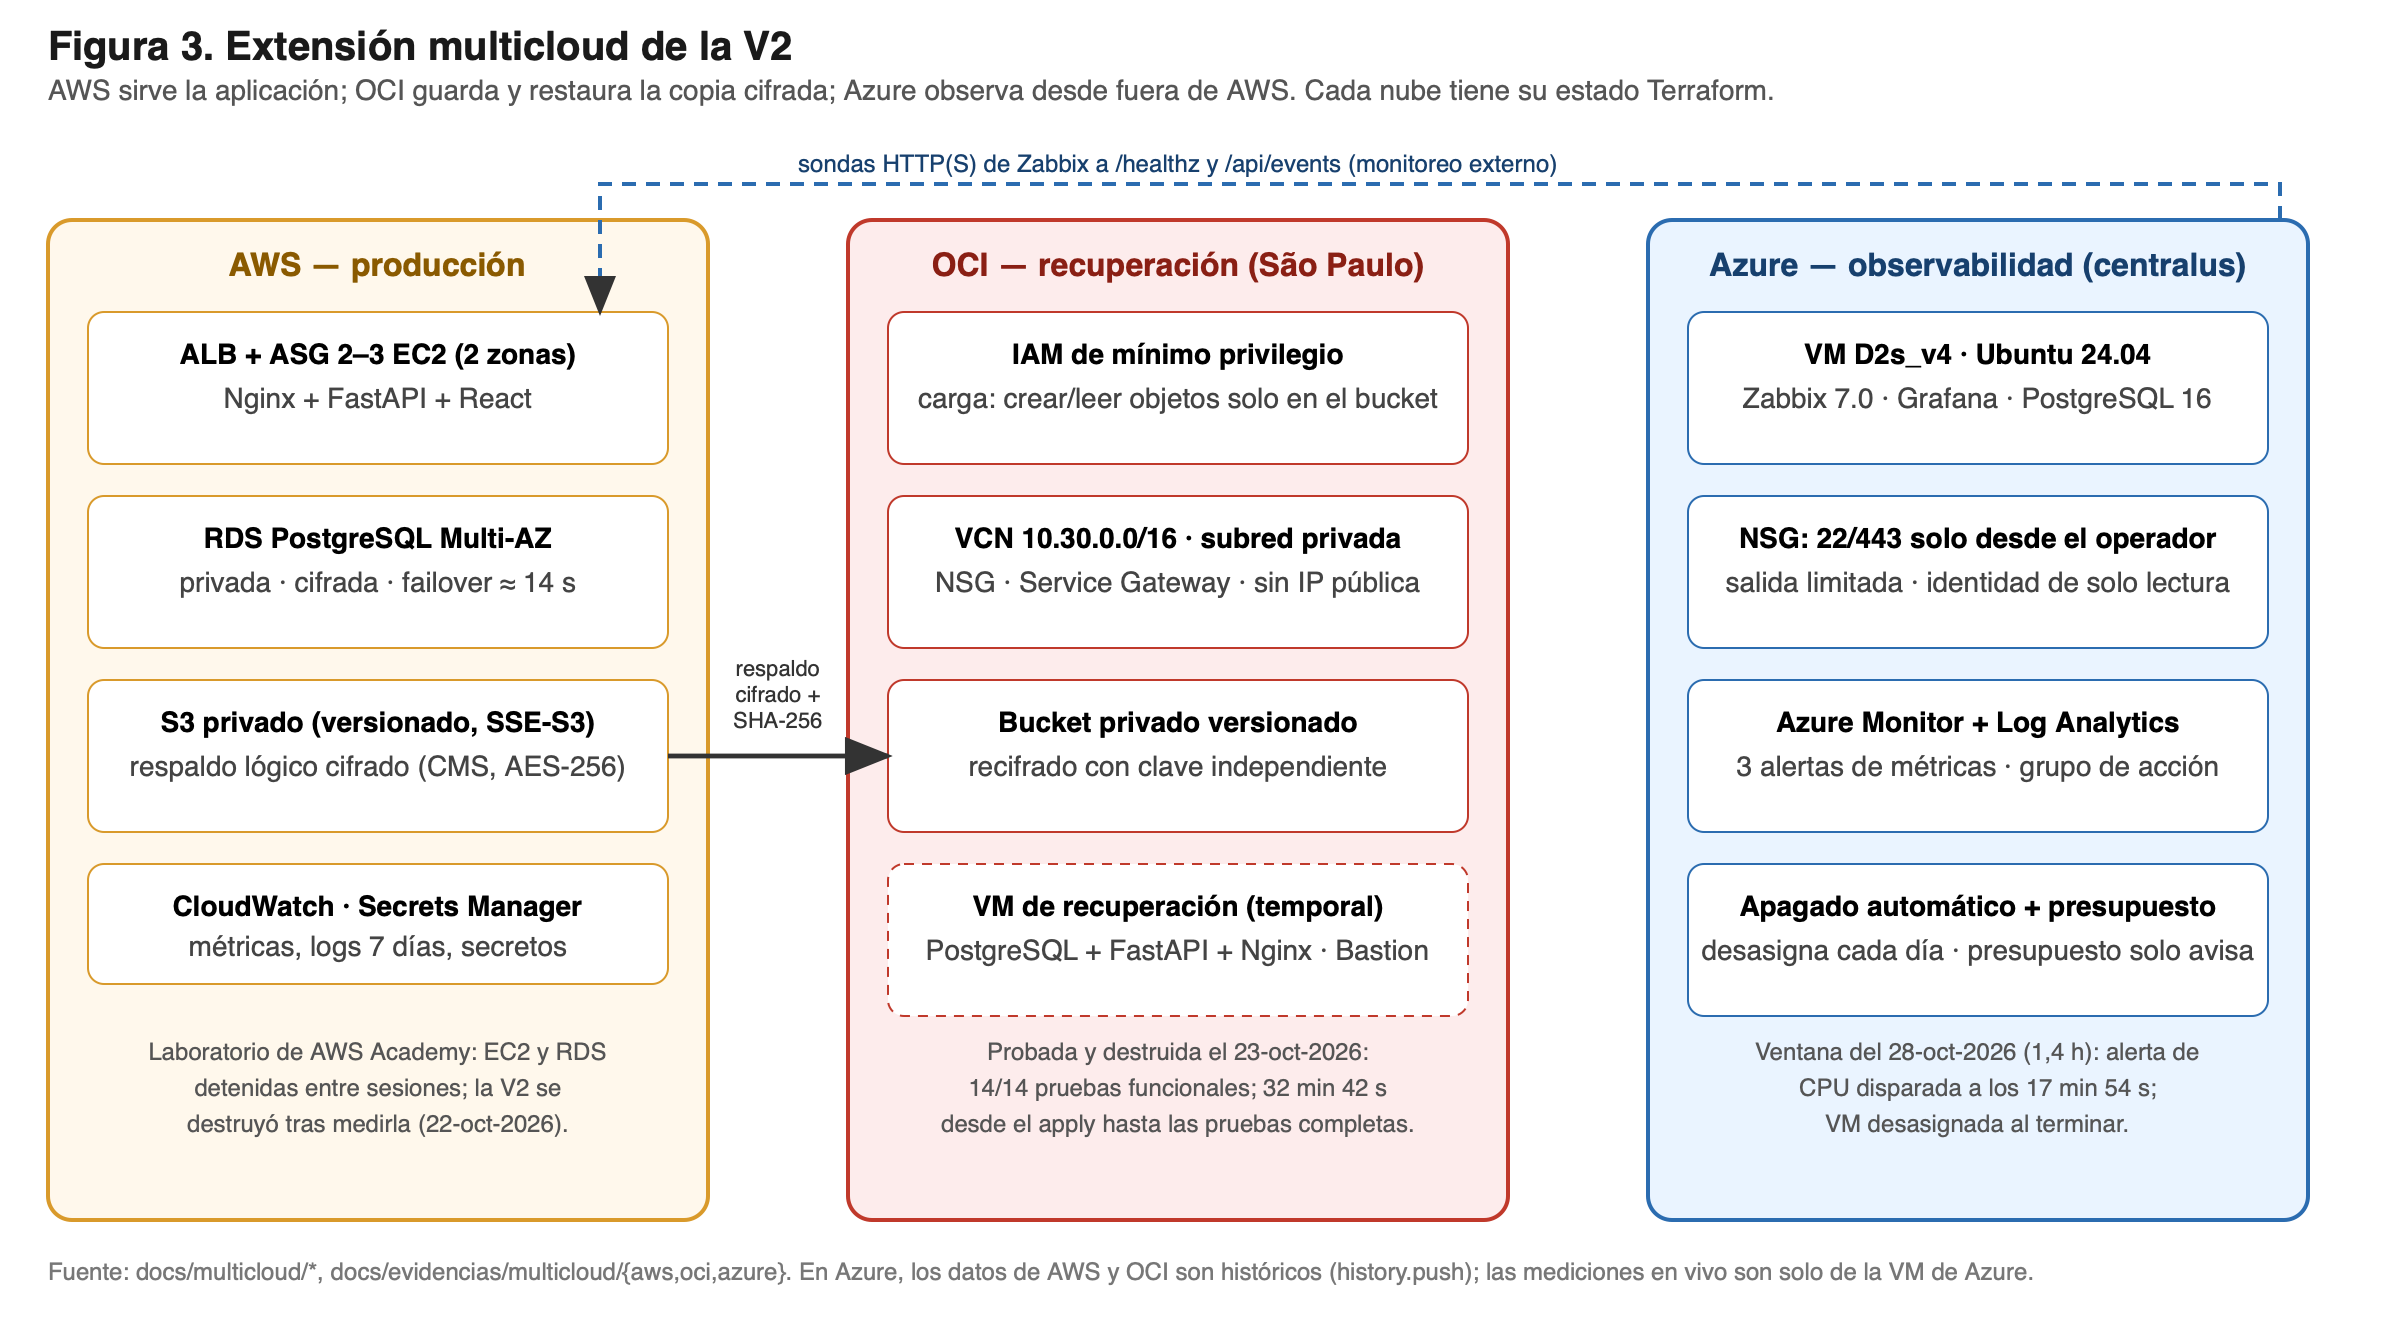 Figura 3. Extensión multicloud de la V2
AWS sirve la aplicación; OCI guarda y restaura la copia cifrada; Azure observa desde fuera de AWS. Cada nube tiene su estado Terraform.
sondas HTTP(S) de Zabbix a /healthz y /api/events (monitoreo externo)
AWS — producción
ALB + ASG 2–3 EC2 (2 zonas)
Nginx + FastAPI + React
RDS PostgreSQL Multi-AZ
privada · cifrada · failover ≈ 14 s
S3 privado (versionado, SSE-S3)
respaldo lógico cifrado (CMS, AES-256)
CloudWatch · Secrets Manager
métricas, logs 7 días, secretos
Laboratorio de AWS Academy: EC2 y RDS
detenidas entre sesiones; la V2 se
destruyó tras medirla (22-oct-2026).
respaldo
cifrado +
SHA-256
OCI — recuperación (São Paulo)
IAM de mínimo privilegio
carga: crear/leer objetos solo en el bucket
VCN 10.30.0.0/16 · subred privada
NSG · Service Gateway · sin IP pública
Bucket privado versionado
recifrado con clave independiente
VM de recuperación (temporal)
PostgreSQL + FastAPI + Nginx · Bastion
Probada y destruida el 23-oct-2026:
14/14 pruebas funcionales; 32 min 42 s
desde el apply hasta las pruebas completas.
Azure — observabilidad (centralus)
VM D2s_v4 · Ubuntu 24.04
Zabbix 7.0 · Grafana · PostgreSQL 16
NSG: 22/443 solo desde el operador
salida limitada · identidad de solo lectura
Azure Monitor + Log Analytics
3 alertas de métricas · grupo de acción
Apagado automático + presupuesto
desasigna cada día · presupuesto solo avisa
Ventana del 28-oct-2026 (1,4 h): alerta de
CPU disparada a los 17 min 54 s;
VM desasignada al terminar.
Fuente: docs/multicloud/*, docs/evidencias/multicloud/{aws,oci,azure}. En Azure, los datos de AWS y OCI son históricos (history.push); las mediciones en vivo son solo de la VM de Azure.